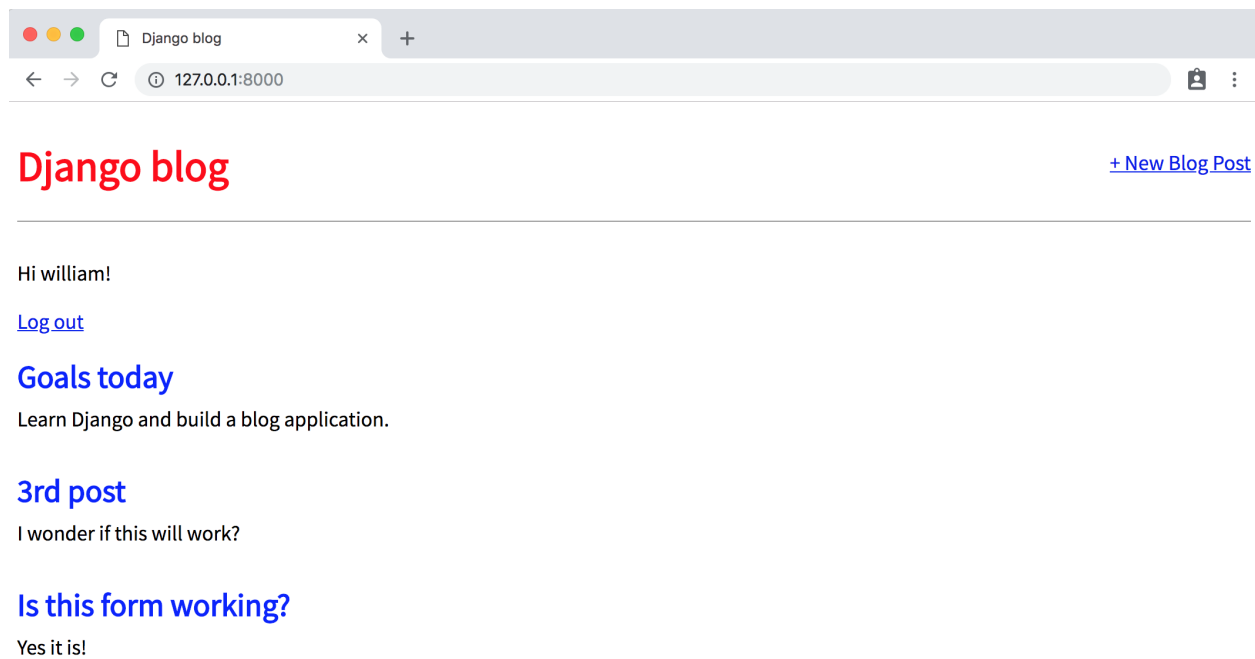 Django blog
127.0.0.1:8000
Django blog
+ New Blog Post
Hi william!
Log out
Goals today
Learn Django and build a blog application.
3rd post
I wonder if this will work?
Is this form working?
Yes it is!